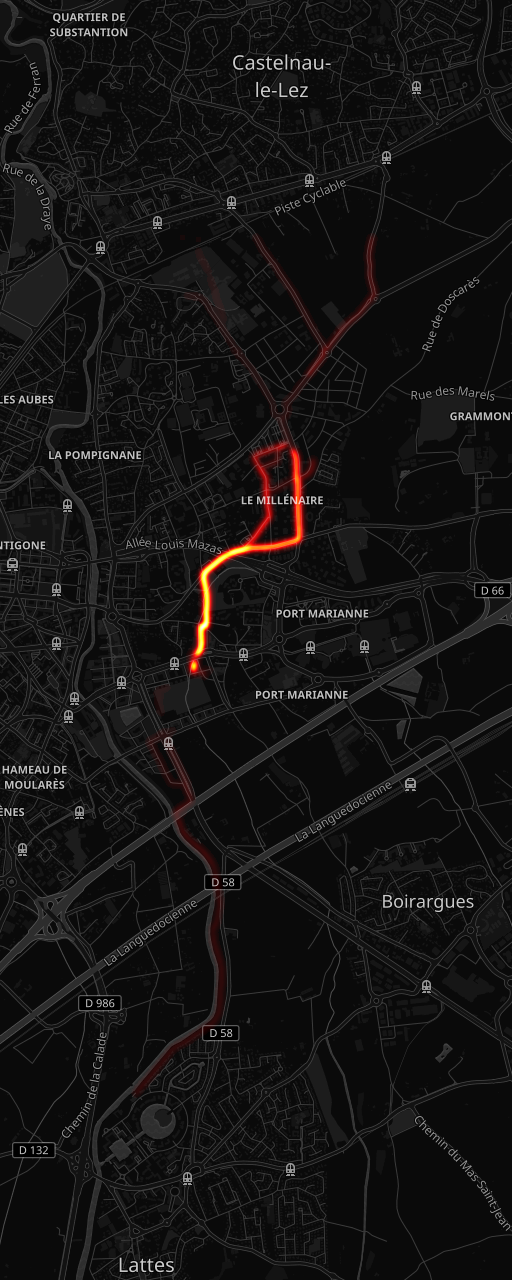 QUARTIER DE
SUBSTANTION
Castelnau-
le-Lez
Rue de Ferran
Rue de la Draye
Piste Cyclable
Rue de Doscarès
Rue des Marels
LES AUBES
GRAMMONT
LA POMPIGNANE
LE MILLÉNAIRE
NTIGONE
Allée Louis Mazas
D 66
PORT MARIANNE
PORT MARIANNE
HAMEAU DE
MOULARÈS
ÈNES
La Languedocienne
D 58
Boirargues
La Languedocienne
D 986
D 58
Chemin de la Calade
D 132
Chemin du Mas Saint-Jean
Lattes